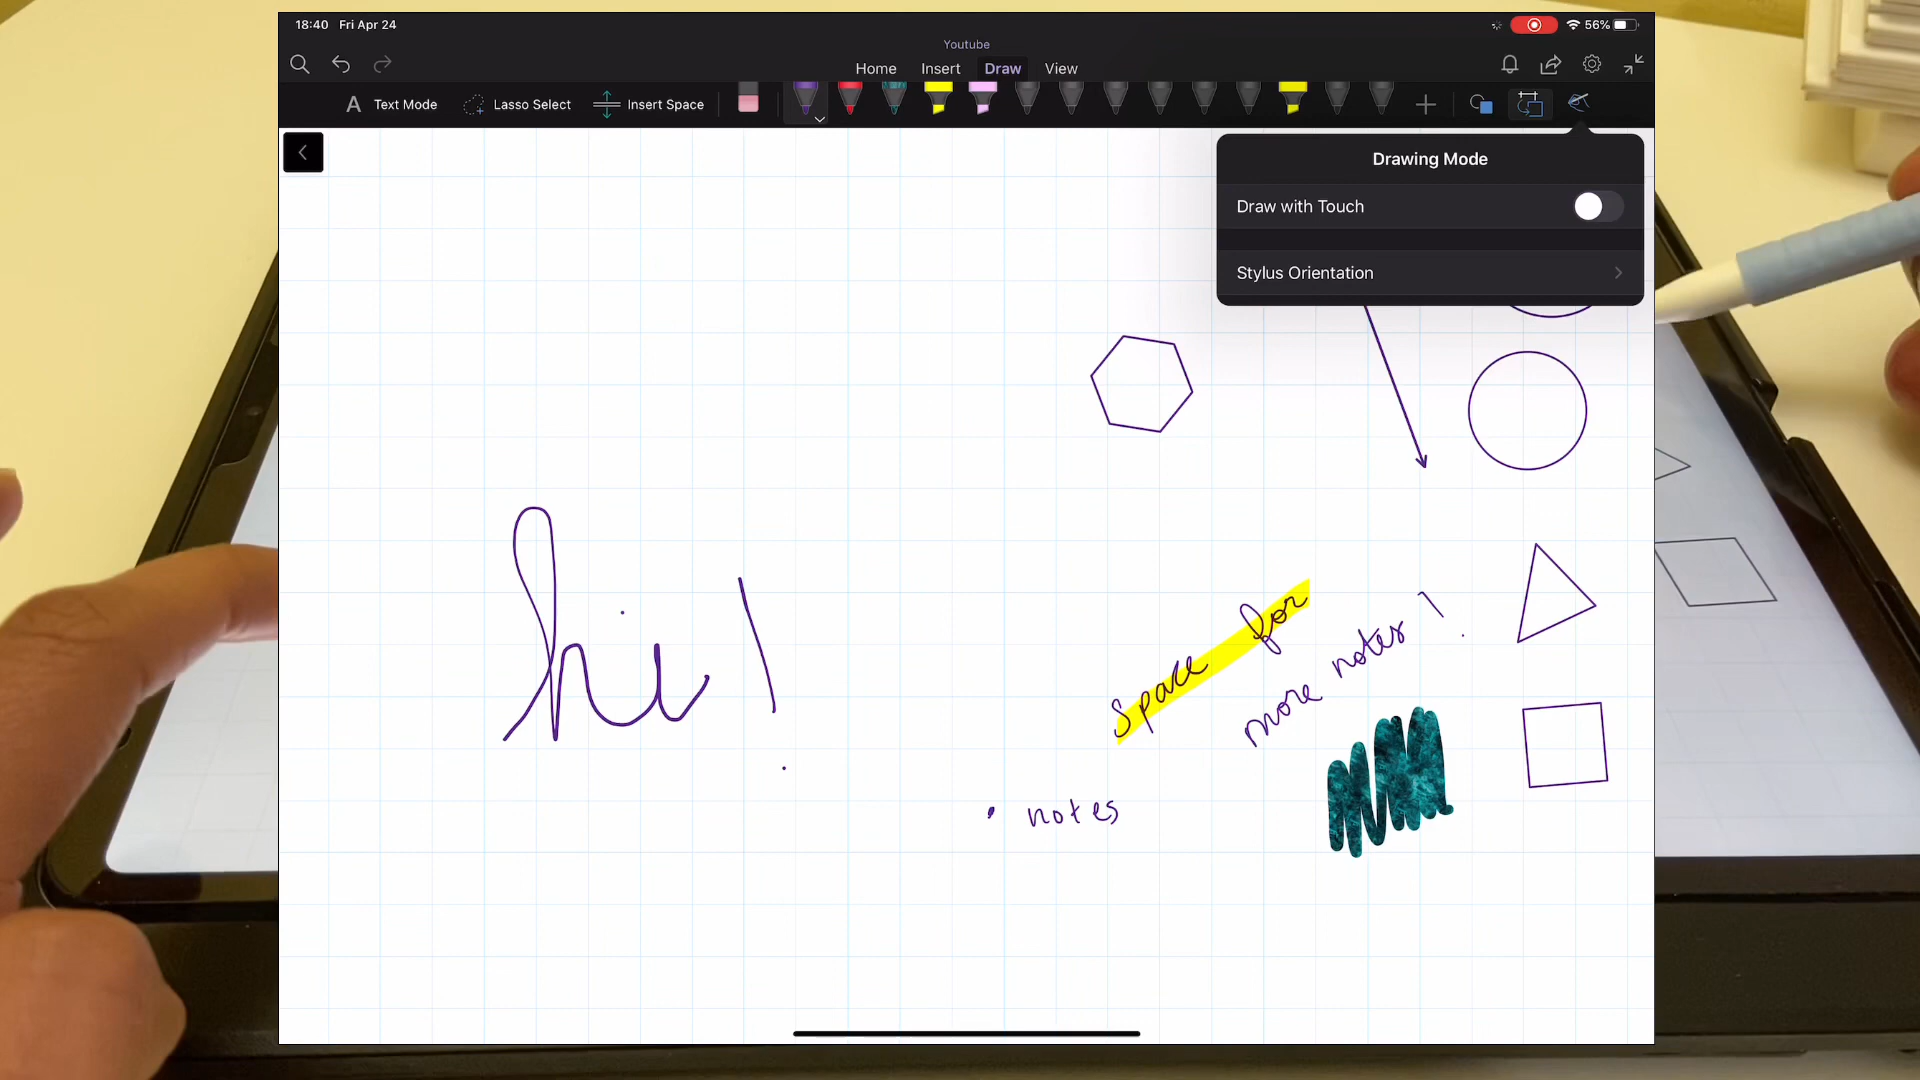 18:40 Fri Apr 24 56%
Youtube
Home Insert Draw View
A Text Mode Lasso Select Insert Space
Drawing Mode
Draw with Touch
Stylus Orientation
hi!
space for
more notes!
• notes